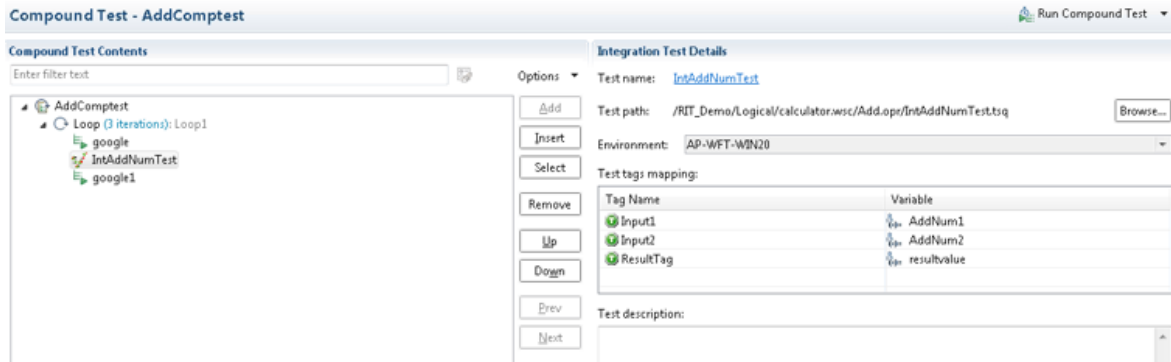 Compound Test - AddComptest
Run Compound Test
Compound Test Contents
Enter filter text
Options
AddComptest
Loop (3 iterations): Loop1
google
IntAddNumTest
google1
Add
Insert
Select
Remove
Up
Down
Prev
Next
Integration Test Details
Test name: IntAddNumTest
Test path: /RIT_Demo/Logical/calculator.wsc/Add.opr/IntAddNumTest.tsq Browse...
Environment: AP-WFT-WIN20
Test tags mapping:
Tag Name Variable
Input1 AddNum1
Input2 AddNum2
ResultTag resultvalue
Test description: